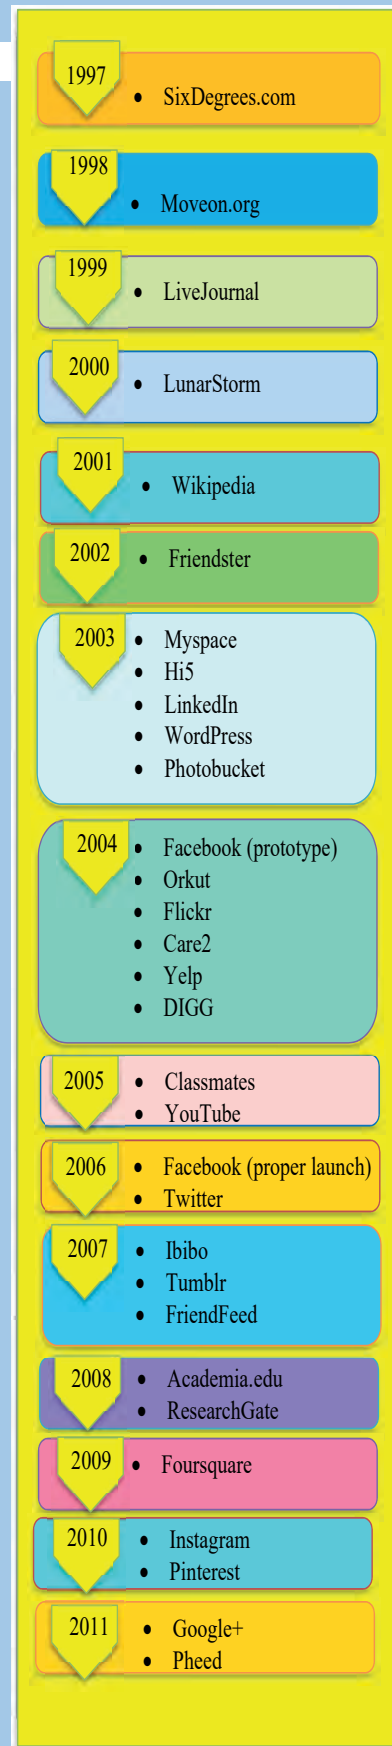 1997
• SixDegrees.com
1998
• Moveon.org
1999
• LiveJournal
2000
• LunarStorm
2001
• Wikipedia
2002
• Friendster
2003
• Myspace
• Hi5
• LinkedIn
• WordPress
• Photobucket
2004
• Facebook (prototype)
• Orkut
• Flickr
• Care2
• Yelp
• DIGG
2005
• Classmates
• YouTube
2006
• Facebook (proper launch)
• Twitter
2007
• Ibibo
• Tumblr
• FriendFeed
2008
• Academia.edu
• ResearchGate
2009
• Foursquare
2010
• Instagram
• Pinterest
2011
• Google+
• Pheed